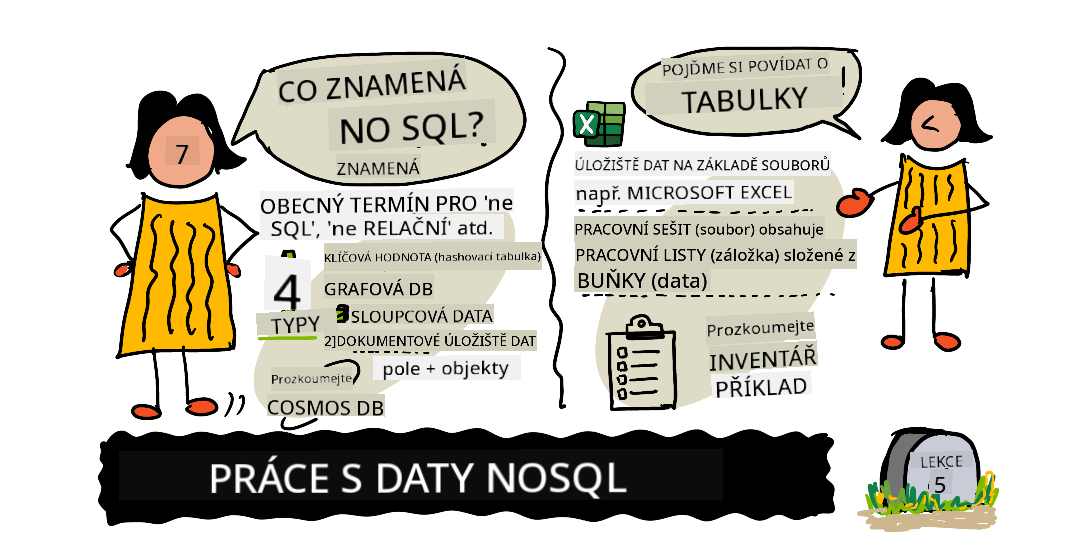 CO ZNAMENÁ
NO SQL?
ZNAMENÁ
7
OBECNÝ TERMÍN PRO 'ne
SQL', 'ne RELAČNÍ' atd.
4
TYPY
KLÍČOVÁ HODNOTA (hashovací tabulka)
GRAFOVÁ DB
SLOUPCOVÁ DATA
2]DOKUMENTOVÉ ÚLOŽIŠTĚ DAT
pole + objekty
Prozkoumejte
COSMOS DB
POJĎME SI POVÍDAT O
TABULKY
X
ÚLOŽIŠTĚ DAT NA ZÁKLADĚ SOUBORŮ
např. MICROSOFT EXCEL
PRACOVNÍ SEŠIT (soubor) obsahuje
PRACOVNÍ LISTY (záložka) složené z
BUŇKY (data)
Prozkoumejte
INVENTÁŘ
PŘÍKLAD
PRÁCE S DATY NOSQL
LEKCE
5